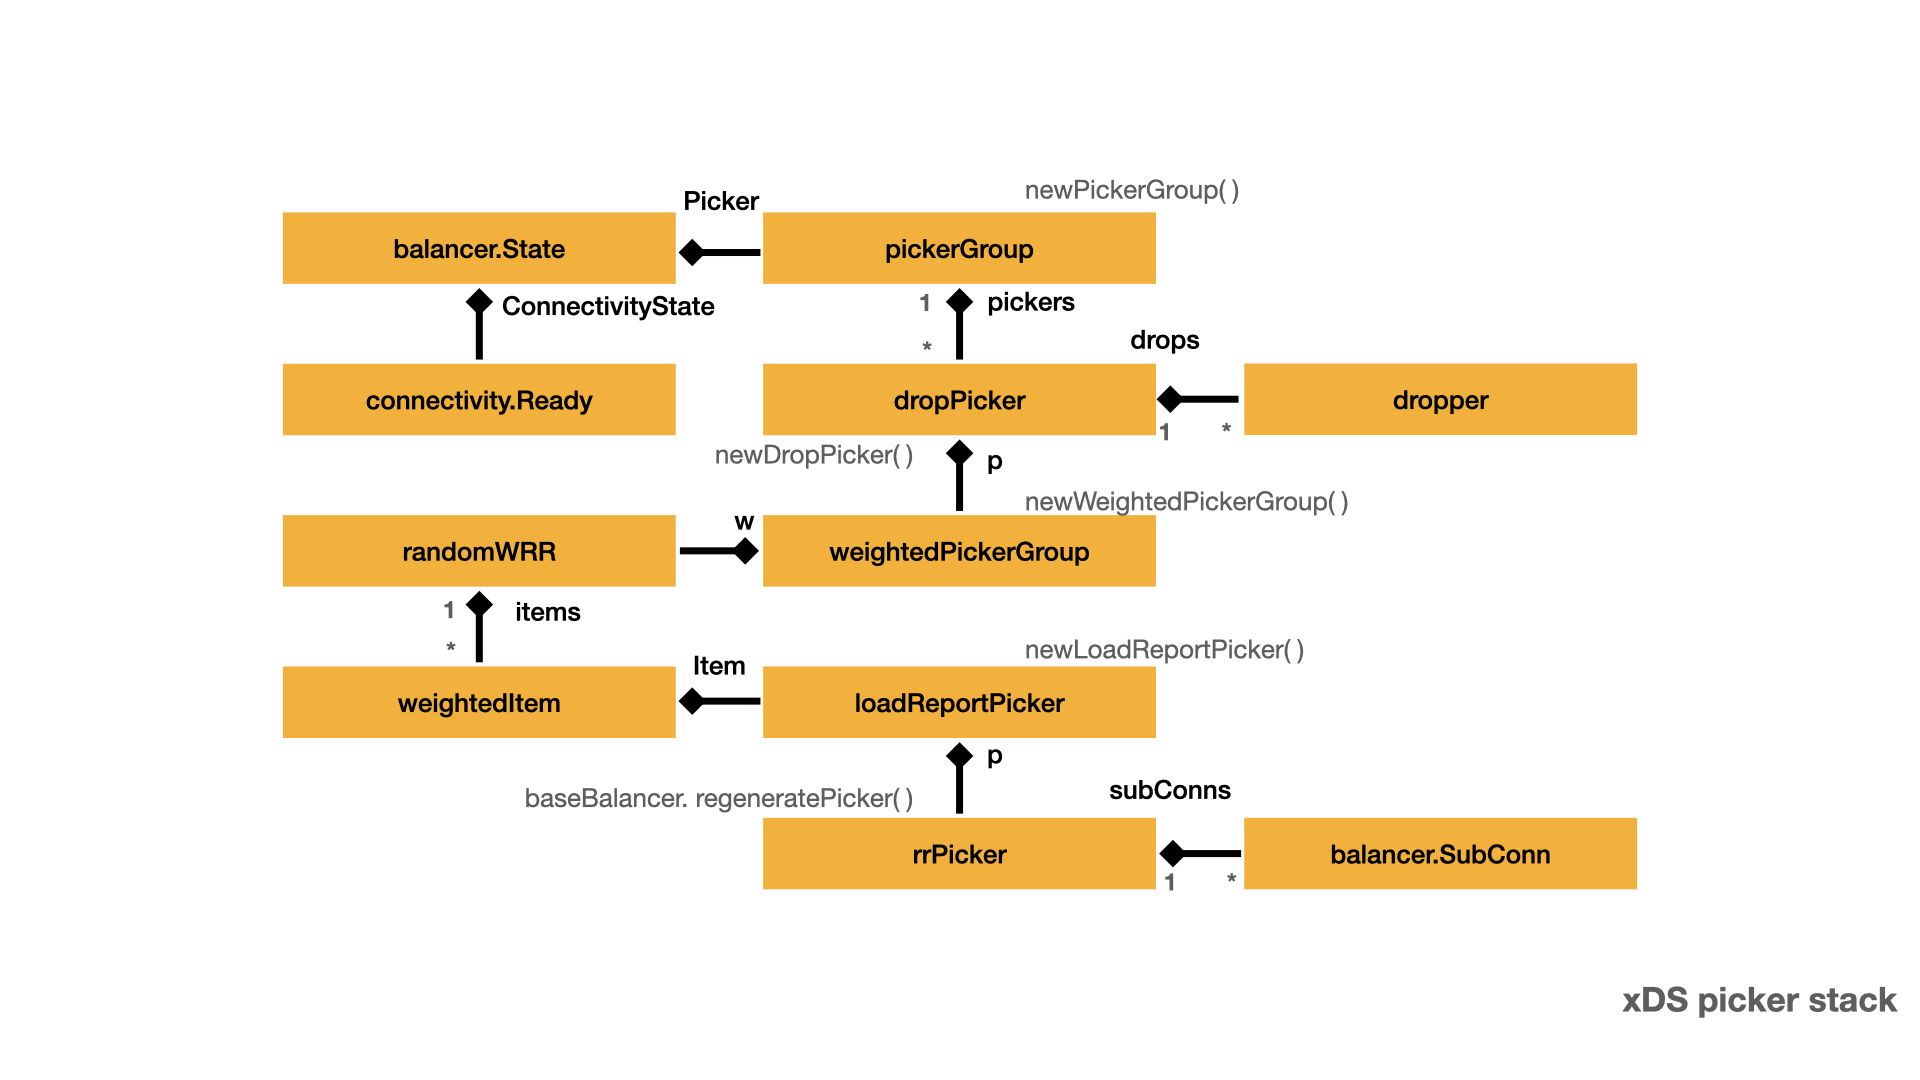 newPickerGroup( )
Picker
balancer.State
pickerGroup
ConnectivityState
1
pickers
*
drops
connectivity.Ready
dropPicker
dropper
1
*
newDropPicker( )
p
newWeightedPickerGroup( )
w
randomWRR
weightedPickerGroup
1
items
*
newLoadReportPicker( )
Item
weightedItem
loadReportPicker
p
subConns
baseBalancer. regeneratePicker( )
rrPicker
balancer.SubConn
1
*
xDS picker stack